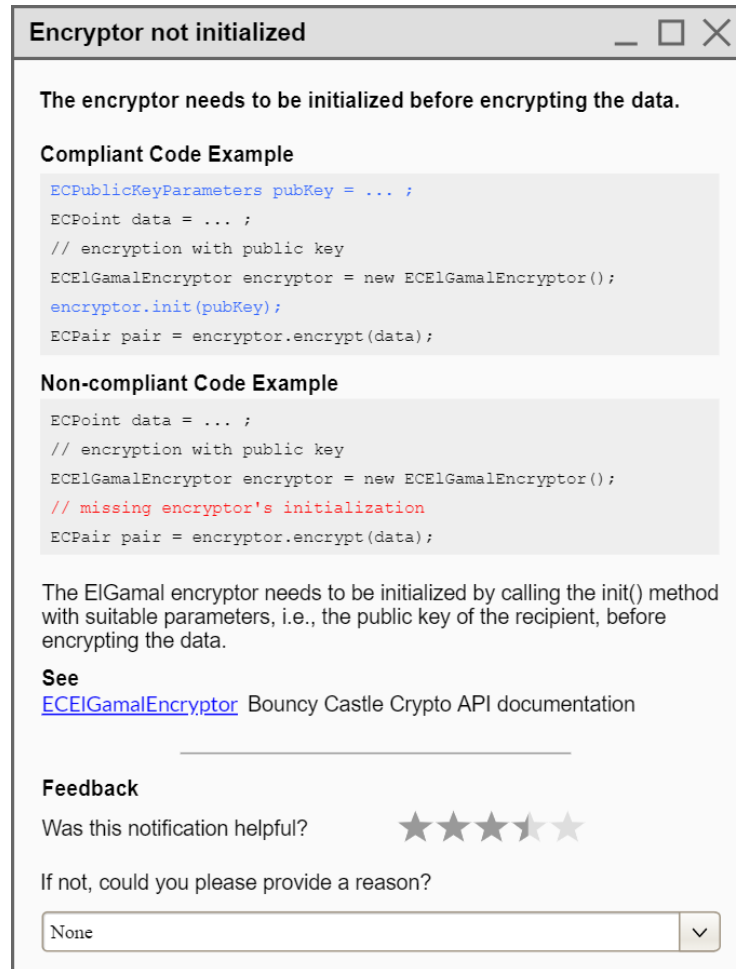 Encryptor not initialized
The encryptor needs to be initialized before encrypting the data.
Compliant Code Example
ECPublicKeyParameters pubKey = ... ;
ECPoint data = ... ;
// encryption with public key
ECElGamalEncryptor encryptor = new ECElGamalEncryptor();
encryptor.init(pubKey);
ECPair pair = encryptor.encrypt(data);
Non-compliant Code Example
ECPoint data = ... ;
// encryption with public key
ECElGamalEncryptor encryptor = new ECElGamalEncryptor();
// missing encryptor's initialization
ECPair pair = encryptor.encrypt(data);
The ElGamal encryptor needs to be initialized by calling the init() method
with suitable parameters, i.e., the public key of the recipient, before
encrypting the data.
See
ECElGamalEncryptor Bouncy Castle Crypto API documentation
Feedback
Was this notification helpful?
If not, could you please provide a reason?
None